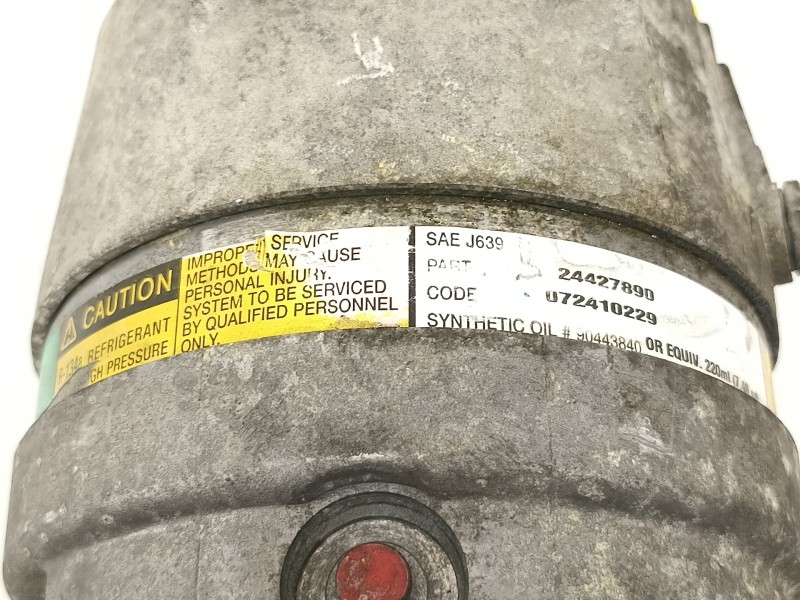 CAUTION
R-134a REFRIGERANT
GH PRESSURE
IMPROPER SERVICE
METHODS MAY CAUSE
PERSONAL INJURY.
SYSTEM TO BE SERVICED
BY QUALIFIED PERSONNEL
ONLY.
SAE J639
PART 24427890
CODE 072410229
SYNTHETIC OIL # 90443840 OR EQUIV. 220ml